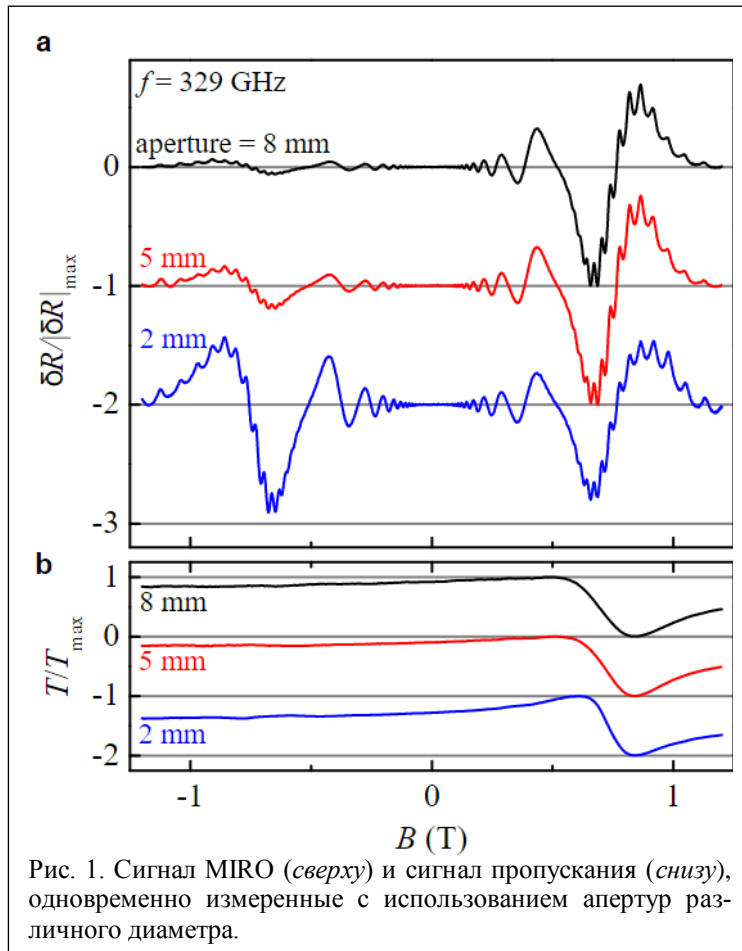 a
f = 329 GHz
aperture = 8 mm
0
5 mm
-1
2 mm
-2
-3
δR/|δR|max
b
1
8 mm
0
5 mm
-1
2 mm
-2
T/Tmax
-1 0 1
B (T)
Рис. 1. Сигнал MIRO (сверху) и сигнал пропускания (снизу),
одновременно измеренные с использованием апертур раз-
личного диаметра.